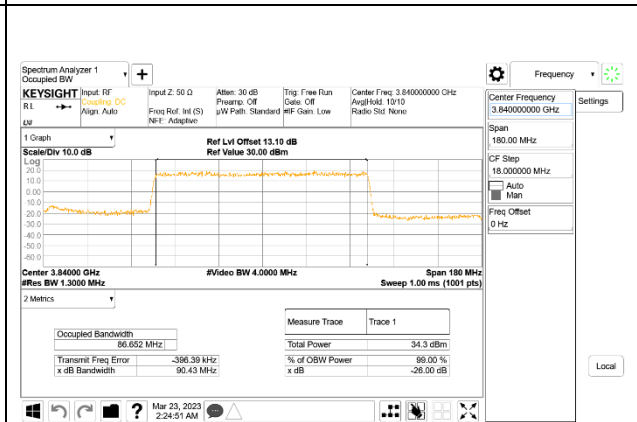 Spectrum Analyzer 1
Occupied BW
+
Frequency
KEYSIGHT Input: RF Input Z: 50 Ω Atten: 30 dB Trig: Free Run Center Freq: 3.840000000 GHz
RL Coupling: DC Preamp: Off Gate: Off Avg|Hold: 10/10
Align: Auto Freq Ref: Int (S) µW Path: Standard #IF Gain: Low Radio Std: None
NFE: Adaptive
Center Frequency
3.840000000 GHz
Settings
Span
180.00 MHz
CF Step
18.000000 MHz
Auto
Man
Freq Offset
0 Hz
Local
1 Graph
Ref Lvl Offset 13.10 dB
Scale/Div 10.0 dB Ref Value 30.00 dBm
Log
20.0
10.0
0.00
-10.0
-20.0
-30.0
-40.0
-50.0
-60.0
Center 3.84000 GHz #Video BW 4.0000 MHz Span 180 MHz
#Res BW 1.3000 MHz Sweep 1.00 ms (1001 pts)
2 Metrics
Measure Trace Trace 1
Occupied Bandwidth
86.652 MHz Total Power 34.3 dBm
Transmit Freq Error -396.39 kHz % of OBW Power 99.00 %
x dB Bandwidth 90.43 MHz x dB -26.00 dB
? Mar 23, 2023
2:24:51 AM